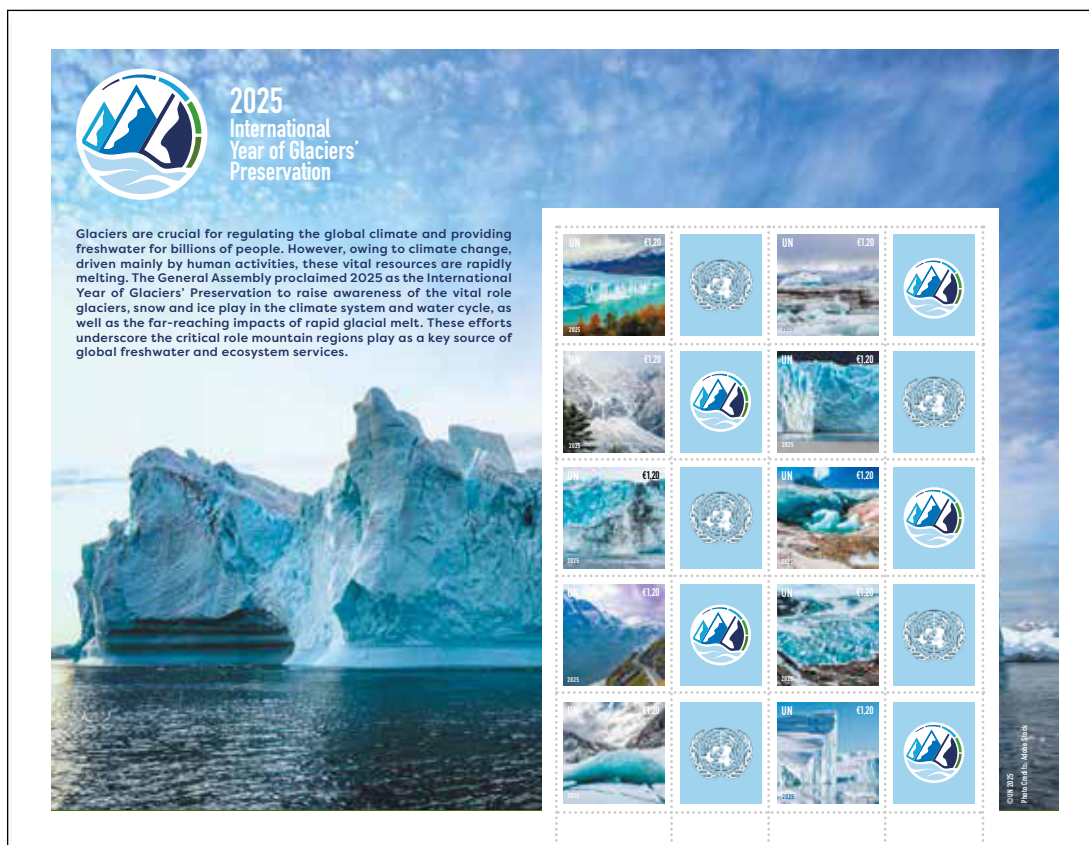 2025
International
Year of Glaciers'
Preservation
Glaciers are crucial for regulating the global climate and providing
freshwater for billions of people. However, owing to climate change,
driven mainly by human activities, these vital resources are rapidly
melting. The General Assembly proclaimed 2025 as the International
Year of Glaciers' Preservation to raise awareness of the vital role
glaciers, snow and ice play in the climate system and water cycle, as
well as the far-reaching impacts of rapid glacial melt. These efforts
underscore the critical role mountain regions play as a key source of
global freshwater and ecosystem services.
UN €1,20
2025
UN €1,20
2025
UN €1,20
2025
UN €1,20
2025
UN €1,20
2025
UN €1,20
2025
UN €1,20
2025
UN €1,20
2025
UN €1,20
2025
UN €1,20
2025
©UN 2025
Photo Credits: Adobe Stock